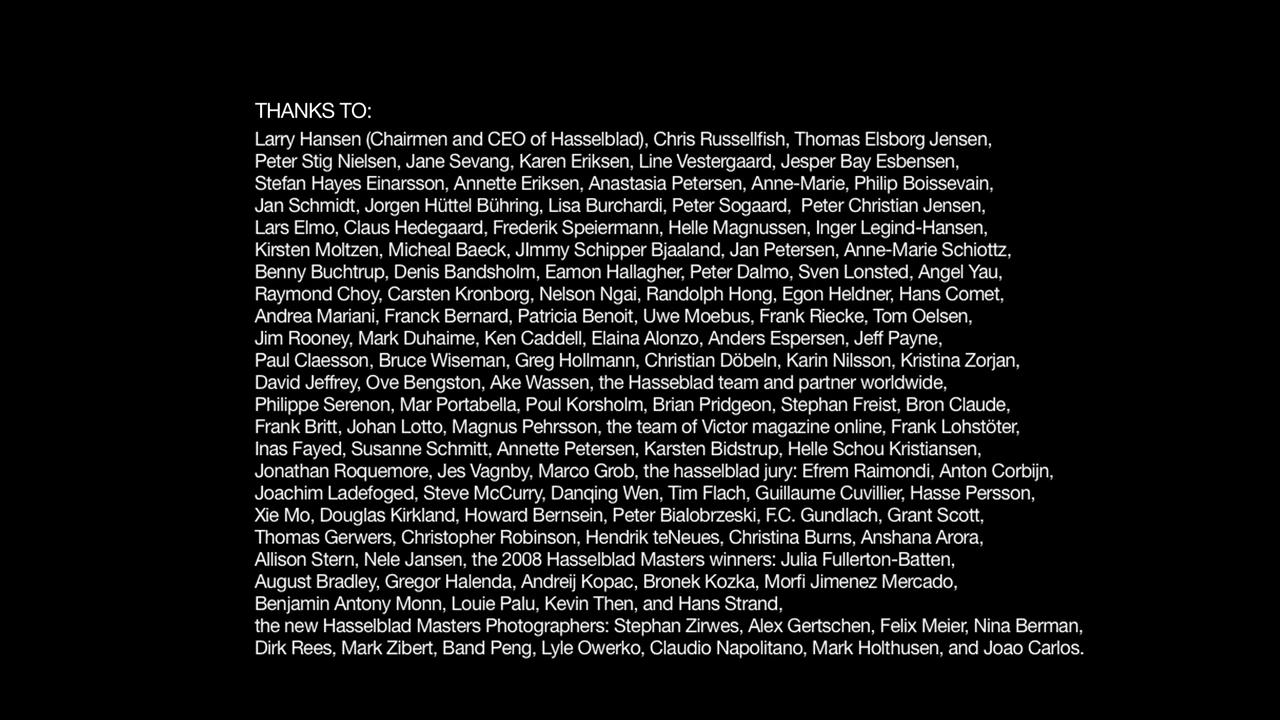 THANKS TO:
Larry Hansen (Chairmen and CEO of Hasselblad), Chris Russellfish, Thomas Elsborg Jensen,
Peter Stig Nielsen, Jane Sevang, Karen Eriksen, Line Vestergaard, Jesper Bay Esbensen,
Stefan Hayes Einarsson, Annette Eriksen, Anastasia Petersen, Anne-Marie, Philip Boissevain,
Jan Schmidt, Jorgen Hüttel Bühring, Lisa Burchardi, Peter Sogaard,  Peter Christian Jensen,
Lars Elmo, Claus Hedegaard, Frederik Speiermann, Helle Magnussen, Inger Legind-Hansen,
Kirsten Moltzen, Micheal Baeck, JImmy Schipper Bjaaland, Jan Petersen, Anne-Marie Schiottz,
Benny Buchtrup, Denis Bandsholm, Eamon Hallagher, Peter Dalmo, Sven Lonsted, Angel Yau,
Raymond Choy, Carsten Kronborg, Nelson Ngai, Randolph Hong, Egon Heldner, Hans Comet,
Andrea Mariani, Franck Bernard, Patricia Benoit, Uwe Moebus, Frank Riecke, Tom Oelsen,
Jim Rooney, Mark Duhaime, Ken Caddell, Elaina Alonzo, Anders Espersen, Jeff Payne,
Paul Claesson, Bruce Wiseman, Greg Hollmann, Christian Döbeln, Karin Nilsson, Kristina Zorjan,
David Jeffrey, Ove Bengston, Ake Wassen, the Hasseblad team and partner worldwide,
Philippe Serenon, Mar Portabella, Poul Korsholm, Brian Pridgeon, Stephan Freist, Bron Claude,
Frank Britt, Johan Lotto, Magnus Pehrsson, the team of Victor magazine online, Frank Lohstöter,
Inas Fayed, Susanne Schmitt, Annette Petersen, Karsten Bidstrup, Helle Schou Kristiansen,
Jonathan Roquemore, Jes Vagnby, Marco Grob, the hasselblad jury: Efrem Raimondi, Anton Corbijn,
Joachim Ladefoged, Steve McCurry, Danqing Wen, Tim Flach, Guillaume Cuvillier, Hasse Persson,
Xie Mo, Douglas Kirkland, Howard Bernsein, Peter Bialobrzeski, F.C. Gundlach, Grant Scott,
Thomas Gerwers, Christopher Robinson, Hendrik teNeues, Christina Burns, Anshana Arora,
Allison Stern, Nele Jansen, the 2008 Hasselblad Masters winners: Julia Fullerton-Batten,
August Bradley, Gregor Halenda, Andreij Kopac, Bronek Kozka, Morfi Jimenez Mercado,
Benjamin Antony Monn, Louie Palu, Kevin Then, and Hans Strand,
the new Hasselblad Masters Photographers: Stephan Zirwes, Alex Gertschen, Felix Meier, Nina Berman,
Dirk Rees, Mark Zibert, Band Peng, Lyle Owerko, Claudio Napolitano, Mark Holthusen, and Joao Carlos.